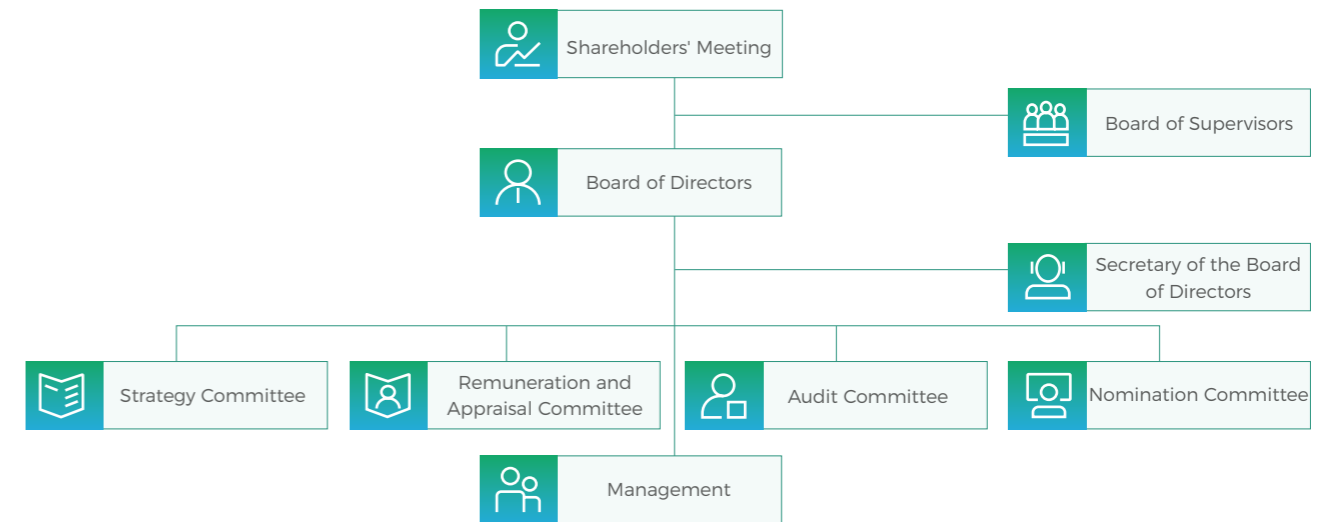 Shareholders' Meeting
Board of Supervisors
Board of Directors
Secretary of the Board
of Directors
Strategy Committee
Remuneration and
Appraisal Committee
Audit Committee
Nomination Committee
Management